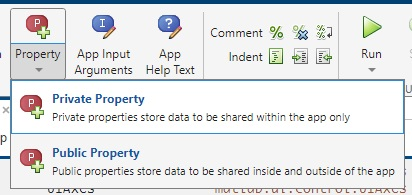 Property
App Input
Arguments
App
Help Text
Comment
Indent
Run
Private Property
Private properties store data to be shared within the app only
Public Property
Public properties store data to be shared inside and outside of the app